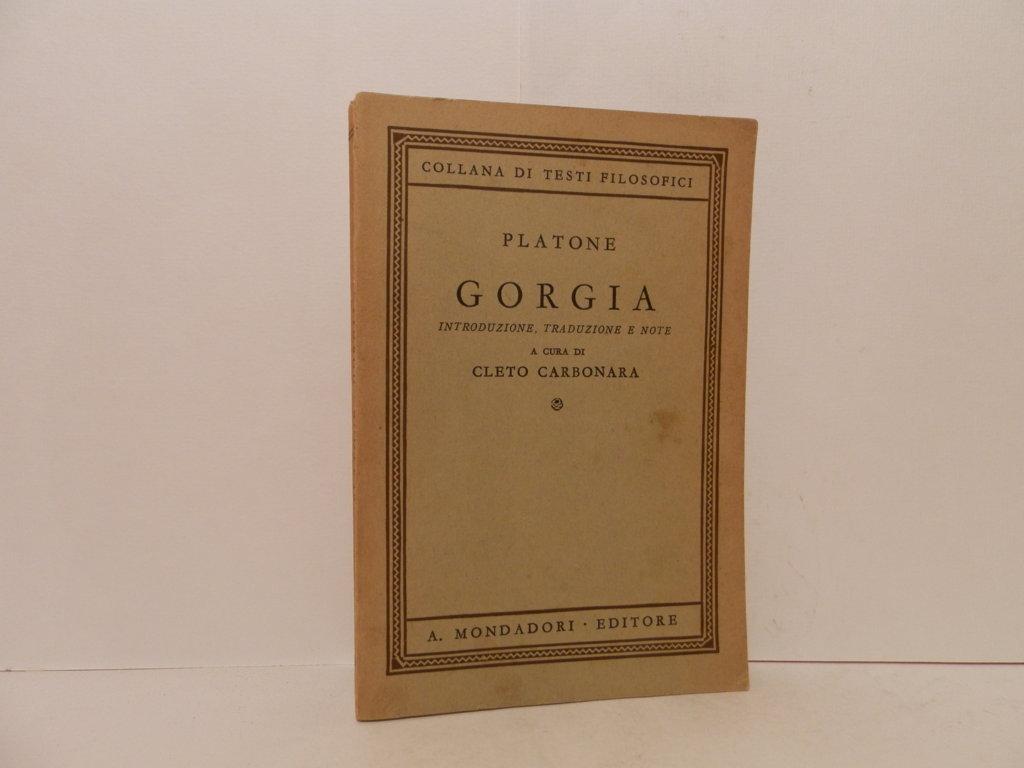 COLLANA DI TESTI FILOSOFICI
PLATONE
GORGIA
INTRODUZIONE, TRADUZIONE E NOTE
A CURA DI
CLETO CARBONARA
A. MONDADORI · EDITORE